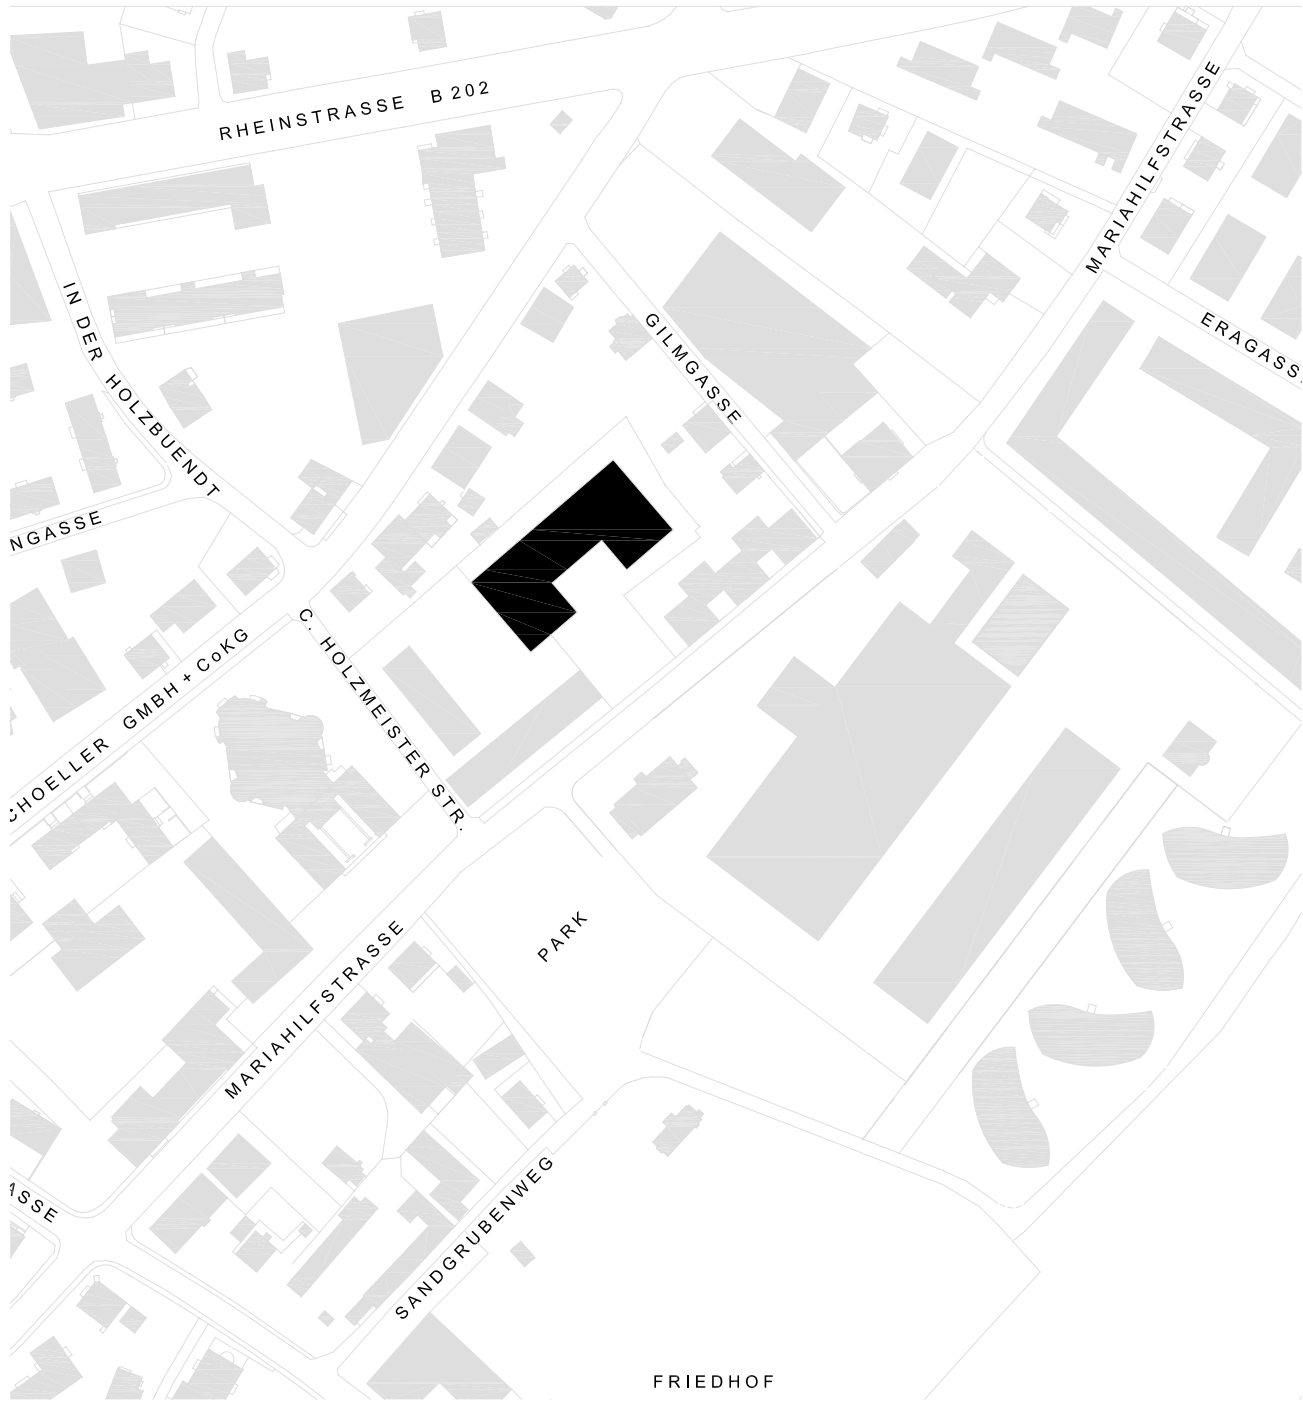 RHEINSTRASSE B 202
MARIAHILFSTRASSE
IN DER HOLZBUENDT
GILMGASSE
ERAGASS
NGASSE
C. HOLZMEISTER STR.
CHOELLER GMBH + CoKG
PARK
MARIAHILFSTRASSE
SANDGRUBENWEG
ASSE
FRIEDHOF